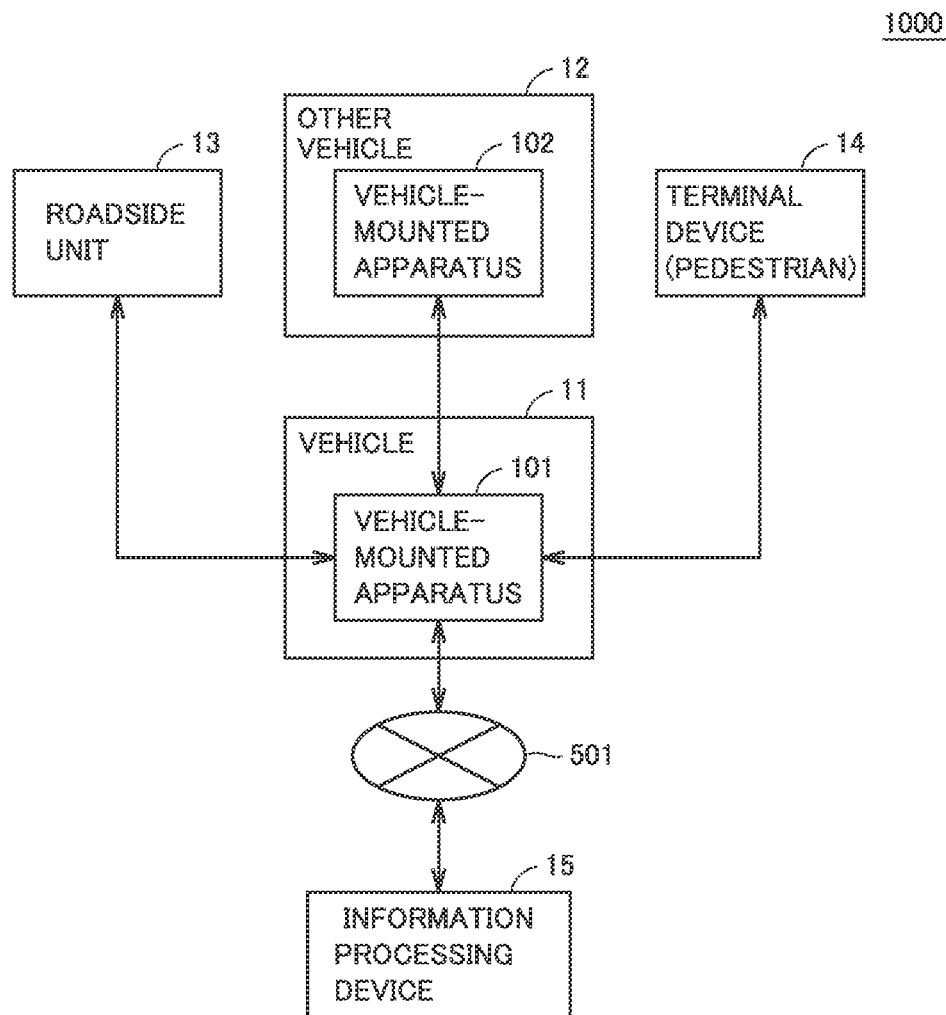 1000
12
OTHER
VEHICLE
102
VEHICLE-
MOUNTED
APPARATUS
13
ROADSIDE
UNIT
14
TERMINAL
DEVICE
(PEDESTRIAN)
11
VEHICLE
101
VEHICLE-
MOUNTED
APPARATUS
501
15
INFORMATION
PROCESSING
DEVICE